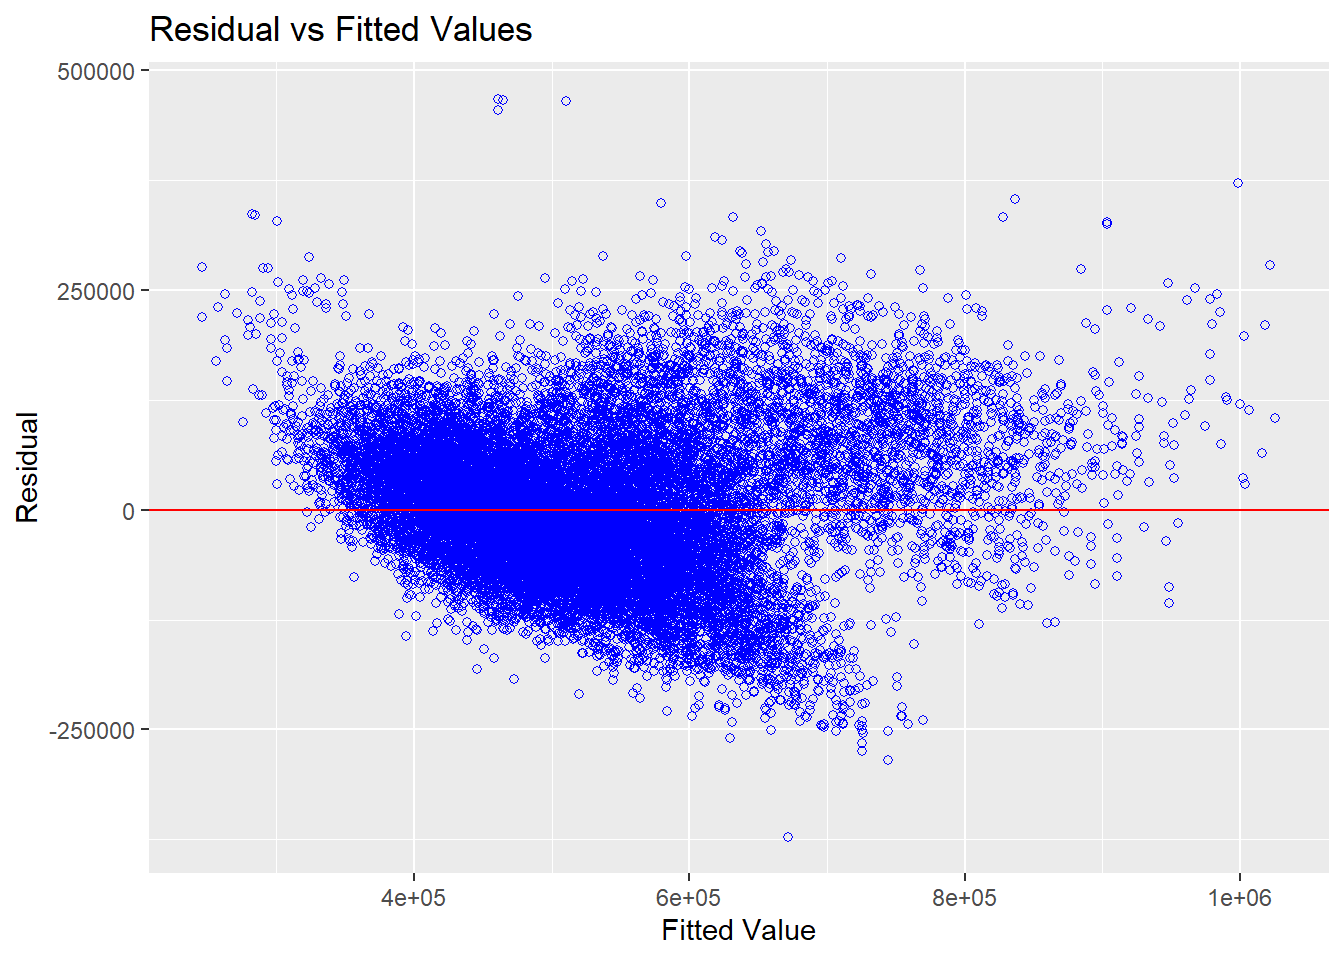 Residual vs Fitted Values
500000
250000
0
-250000
Residual
4e+05 6e+05 8e+05 1e+06
Fitted Value